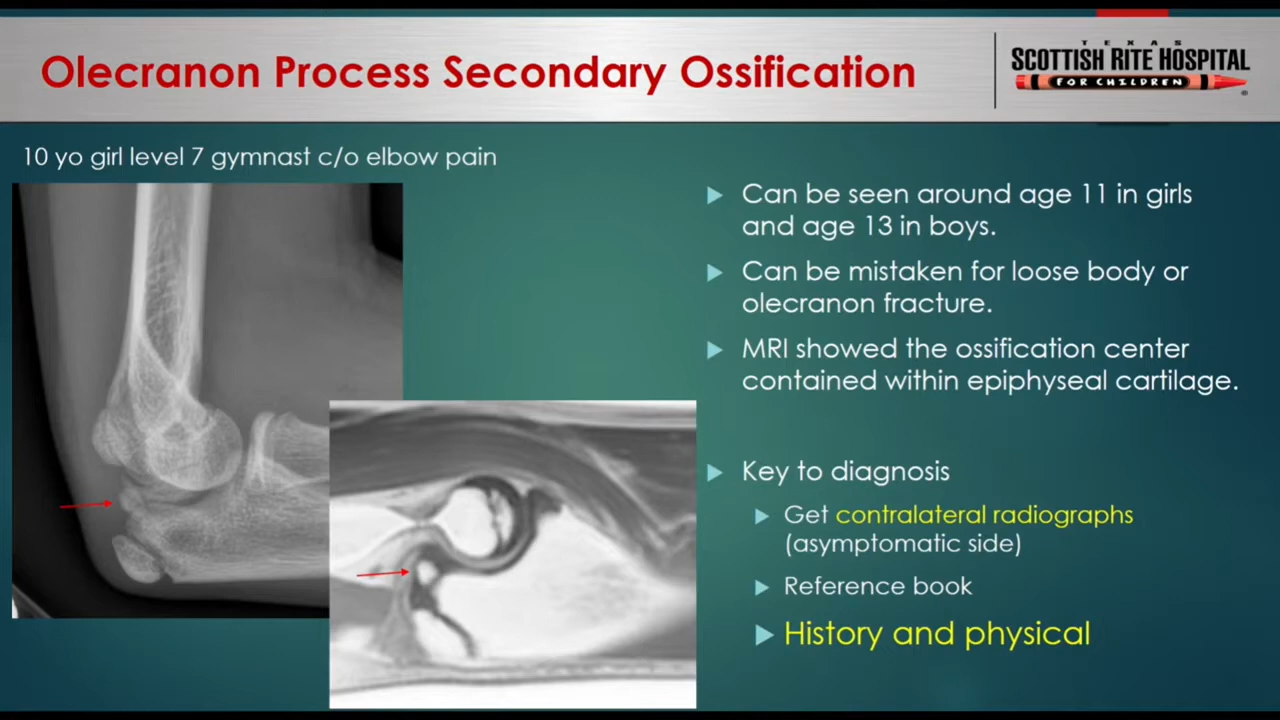 Olecranon Process Secondary Ossification
TEXAS
SCOTTISH RITE HOSPITAL
FOR CHILDREN
®
10 yo girl level 7 gymnast c/o elbow pain
Can be seen around age 11 in girls
and age 13 in boys.
Can be mistaken for loose body or
olecranon fracture.
MRI showed the ossification center
contained within epiphyseal cartilage.
Key to diagnosis
Get contralateral radiographs
(asymptomatic side)
Reference book
History and physical